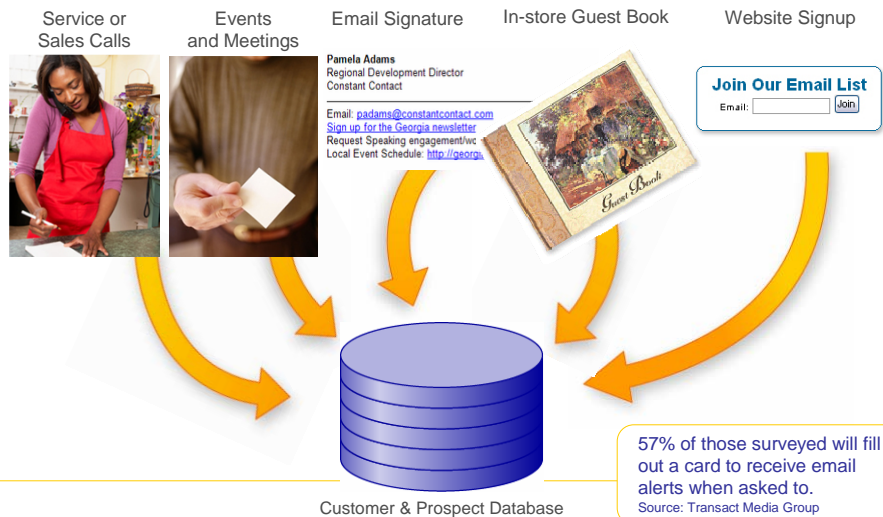 Service or
Sales Calls
Events
and Meetings
Email Signature
In-store Guest Book
Website Signup
Pamela Adams
Regional Development Director
Constant Contact
Email: padams@constantcontact.com
Sign up for the Georgia newsletter
Request Speaking engagement/wo
Local Event Schedule: http://georgi
Guest Book
Join Our Email List
Email:
Join
57% of those surveyed will fill
out a card to receive email
alerts when asked to.
Source: Transact Media Group
Customer & Prospect Database